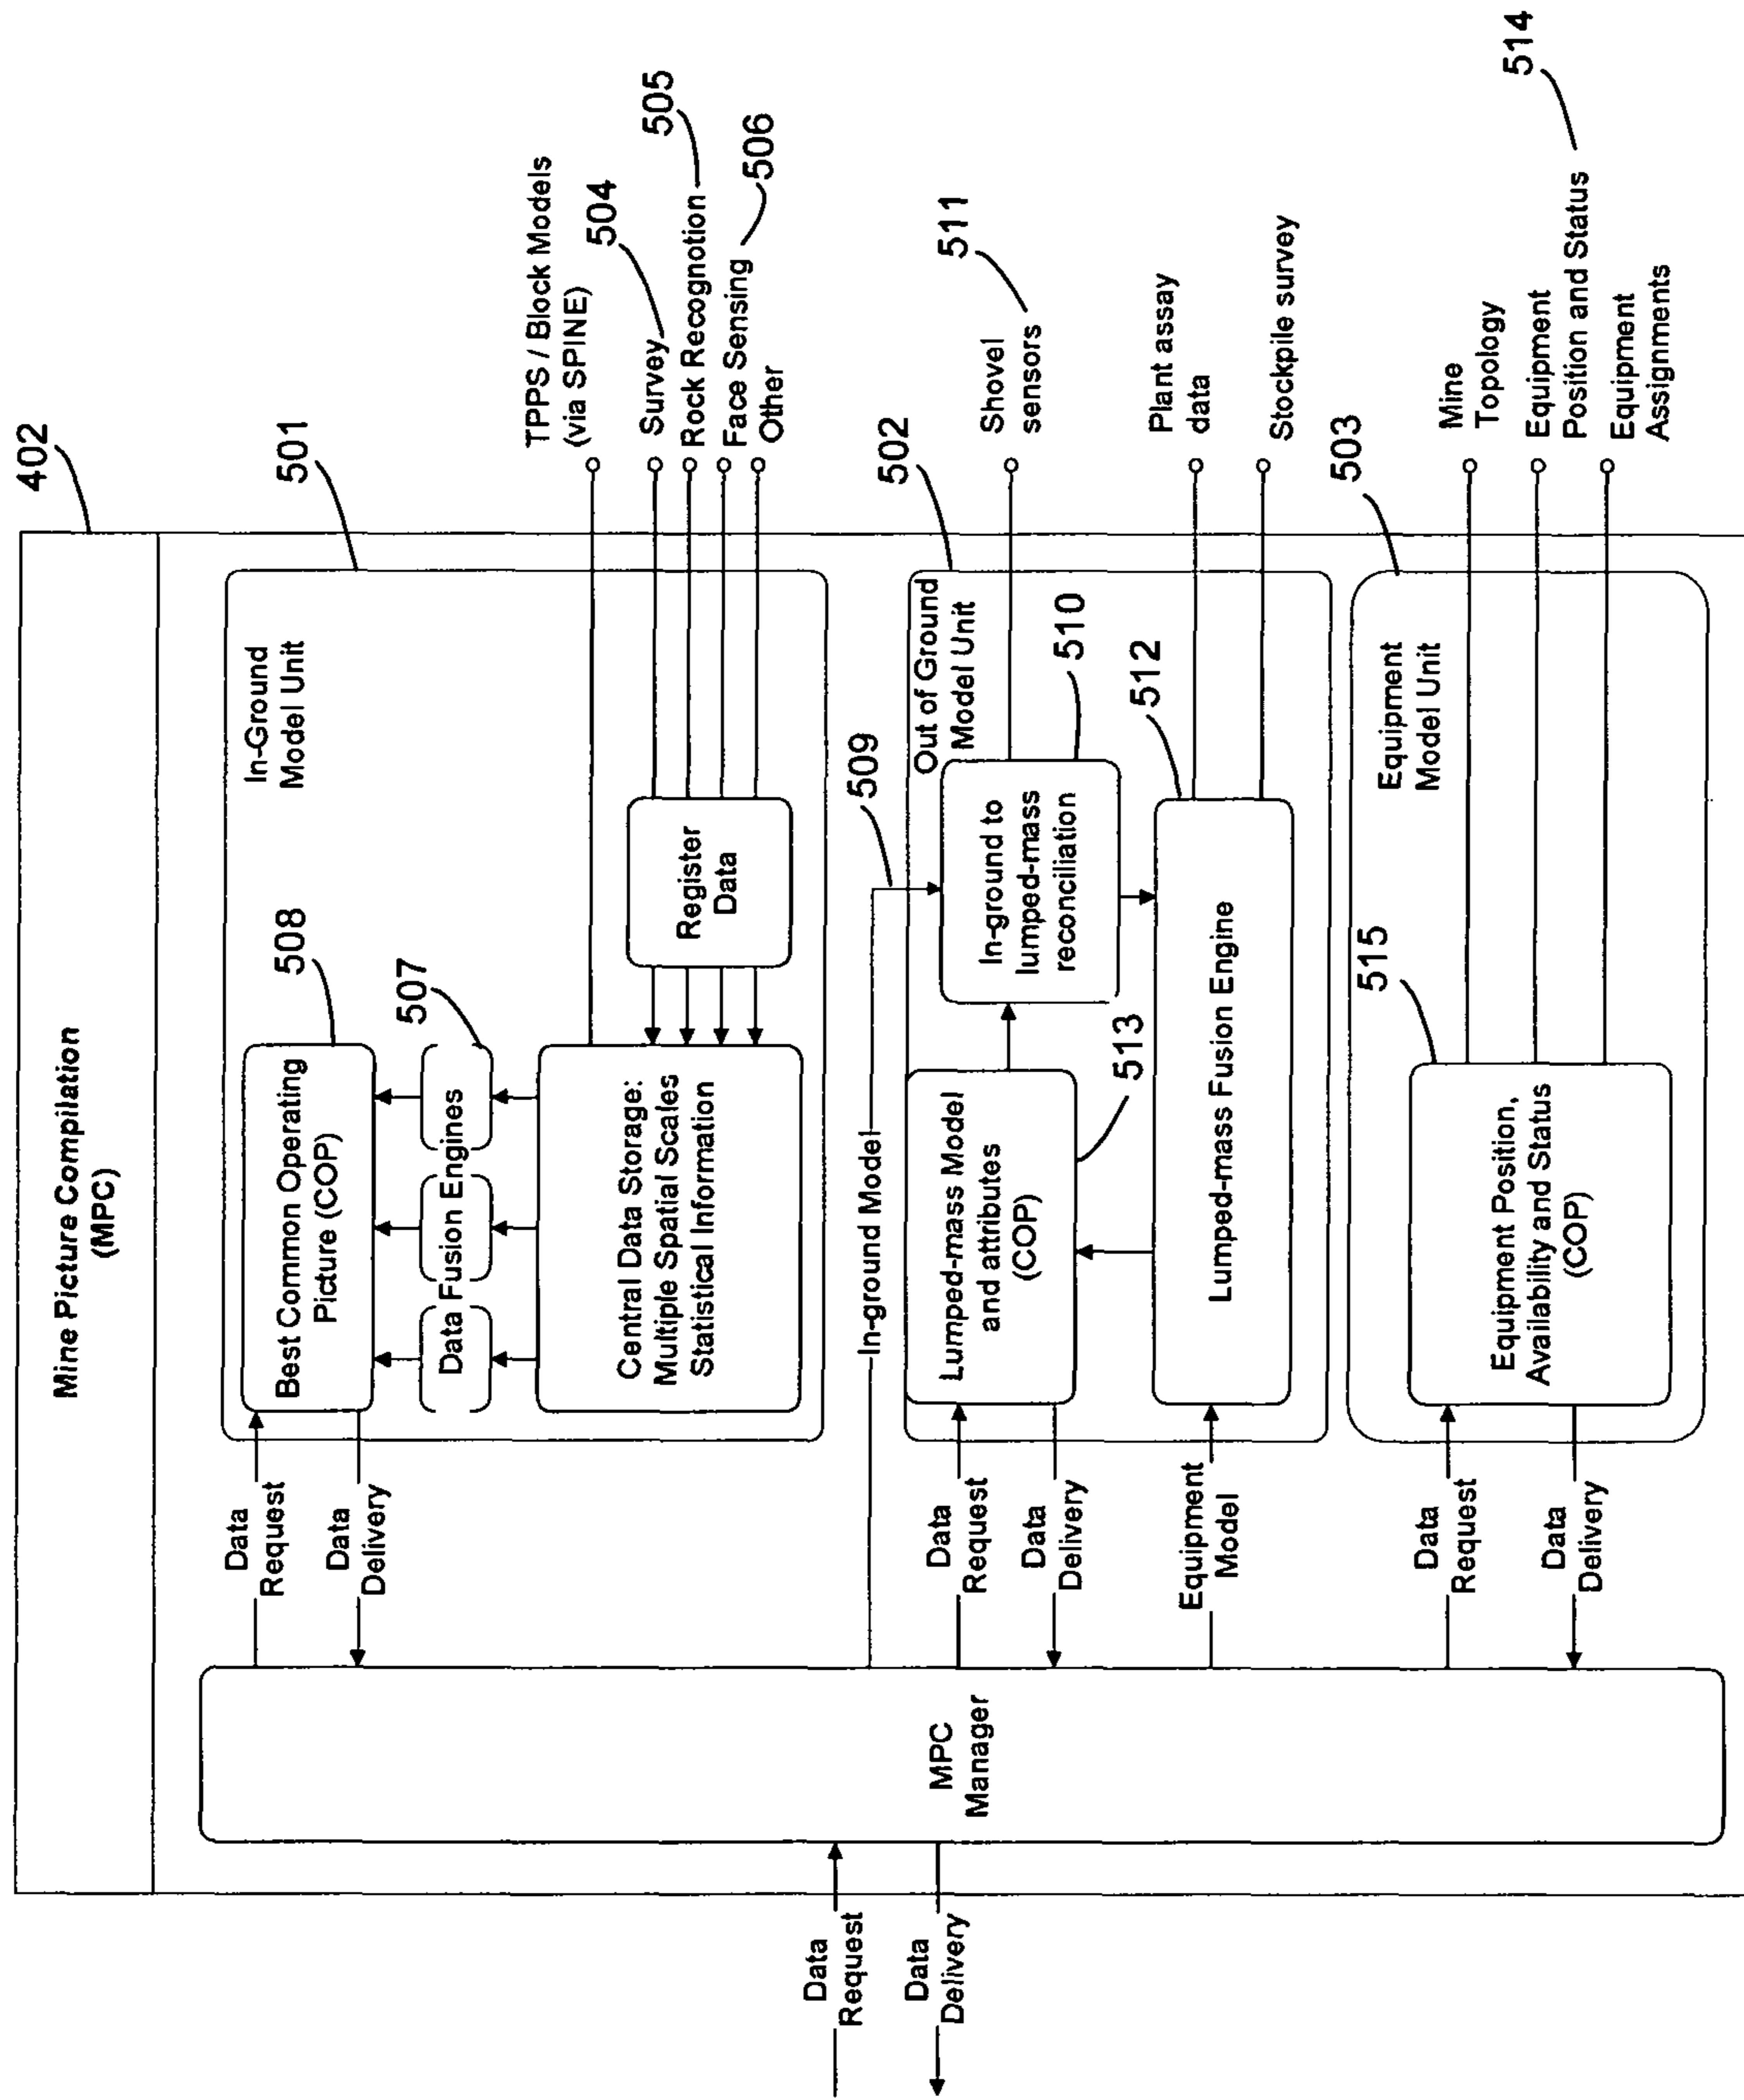 Mine Picture Compilation
(MPC)
402
Data
Request
Data
Delivery
MPC
Manager
Data
Request
Data
Delivery
501
In-Ground
Model Unit
508
Best Common Operating
Picture (COP)
507
Data Fusion Engines
Central Data Storage:
Multiple Spatial Scales
Statistical Information
Register
Data
TPPS / Block Models
(via SPINE)
504
Survey
505
Rock Recognotion
506
Face Sensing
Other
In-ground Model
509
502
Out of Ground
Model Unit
Data
Request
Data
Delivery
Equipment
Model
Lumped-mass Model
and attributes
(COP)
513
In-ground to
lumped-mass
reconciliation
510
512
Lumped-mass Fusion Engine
511
Shovel
sensors
Plant assay
data
Stockpile survey
503
Equipment
Model Unit
Data
Request
Data
Delivery
515
Equipment Position,
Availability and Status
(COP)
Mine
Topology
Equipment
Position and Status
514
Equipment
Assignments